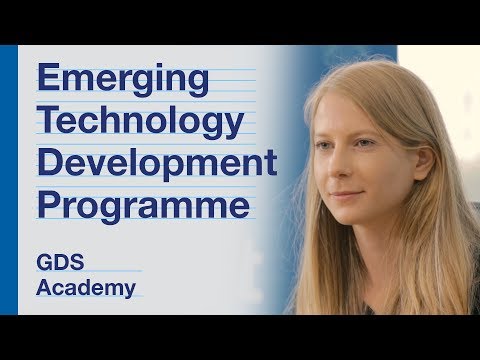 Emerging
Technology
Development
Programme
GDS
Academy